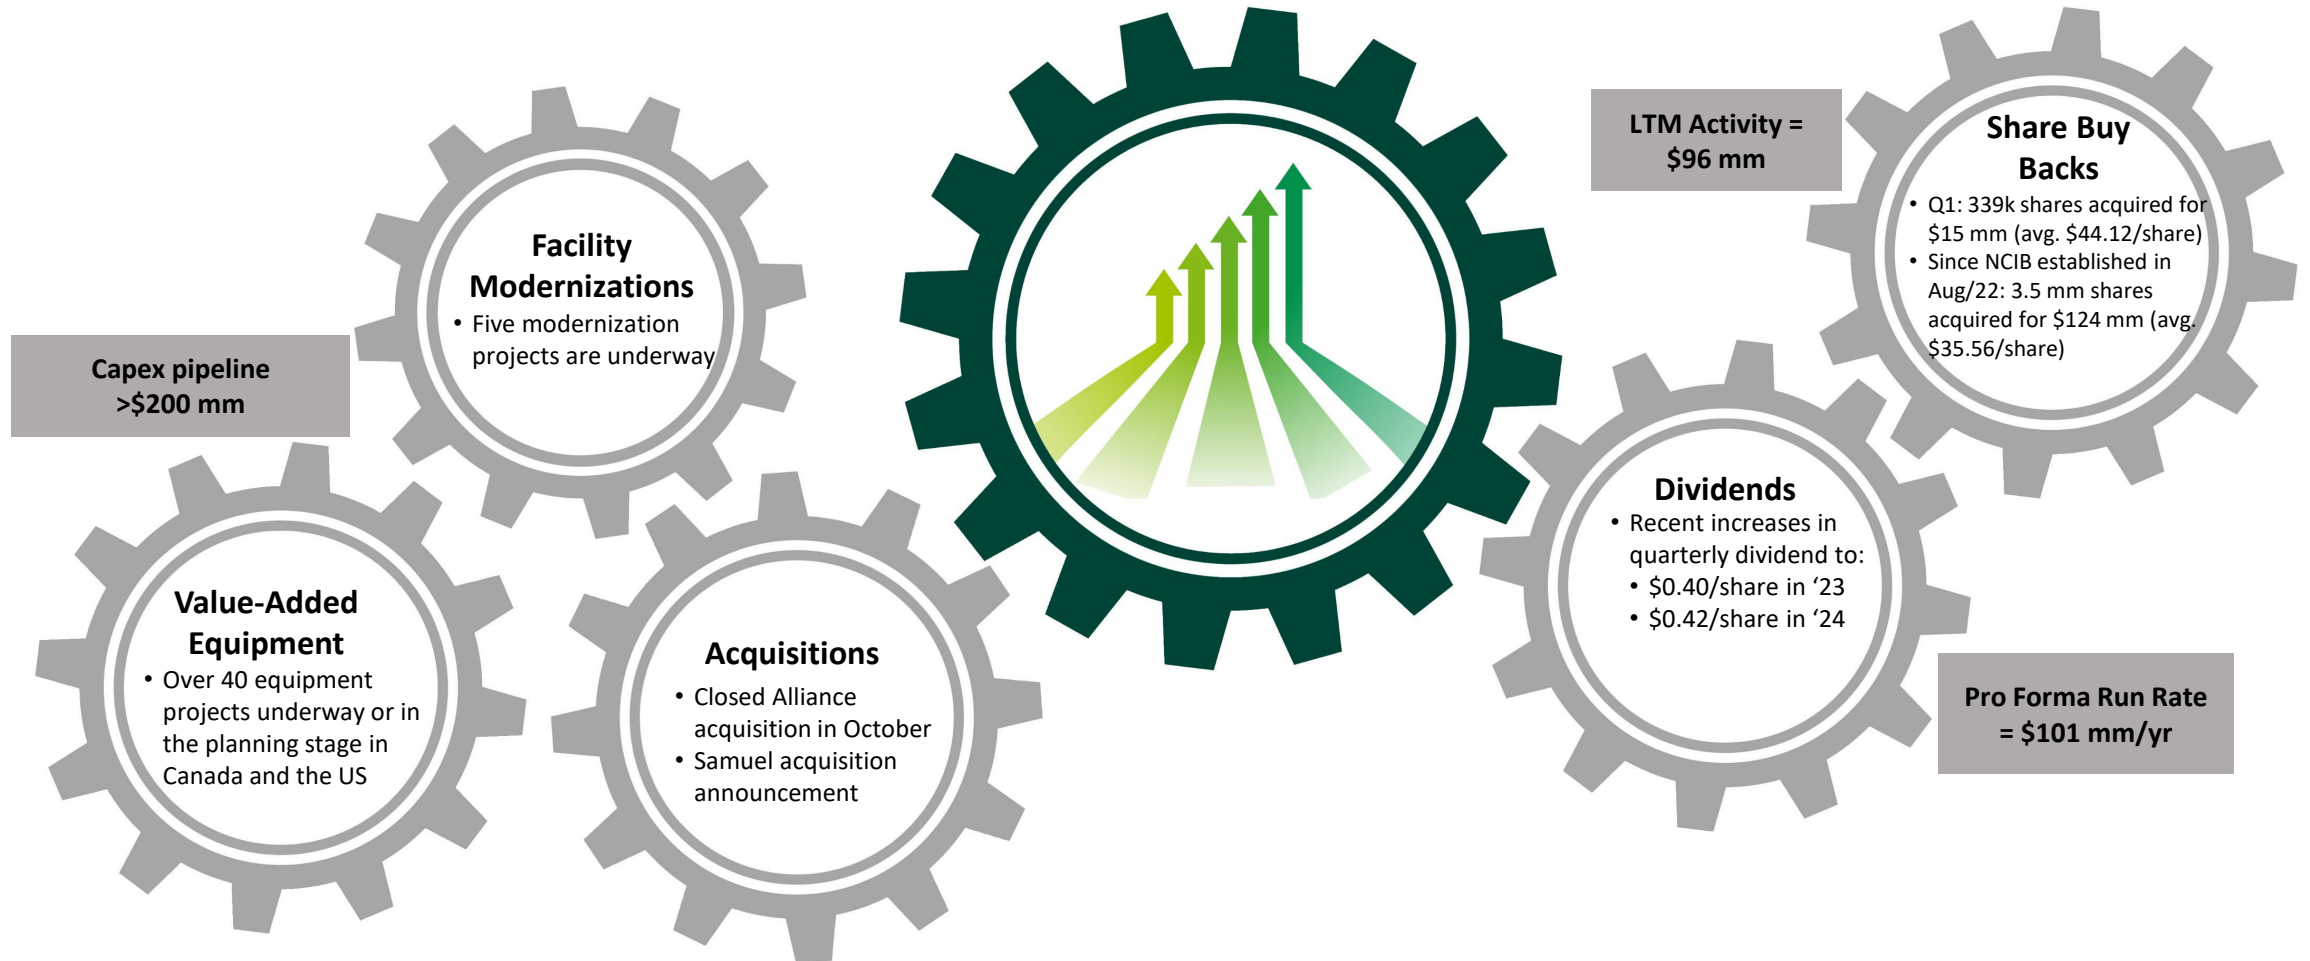 Facility
Modernizations
• Five modernization
projects are underway
Capex pipeline
>$200 mm
Value-Added
Equipment
• Over 40 equipment
projects underway or in
the planning stage in
Canada and the US
Acquisitions
• Closed Alliance
acquisition in October
• Samuel acquisition
announcement
LTM Activity =
$96 mm
Share Buy
Backs
• Q1: 339k shares acquired for
$15 mm (avg. $44.12/share)
• Since NCIB established in
Aug/22: 3.5 mm shares
acquired for $124 mm (avg.
$35.56/share)
Dividends
• Recent increases in
quarterly dividend to:
• $0.40/share in ‘23
• $0.42/share in ‘24
Pro Forma Run Rate
= $101 mm/yr